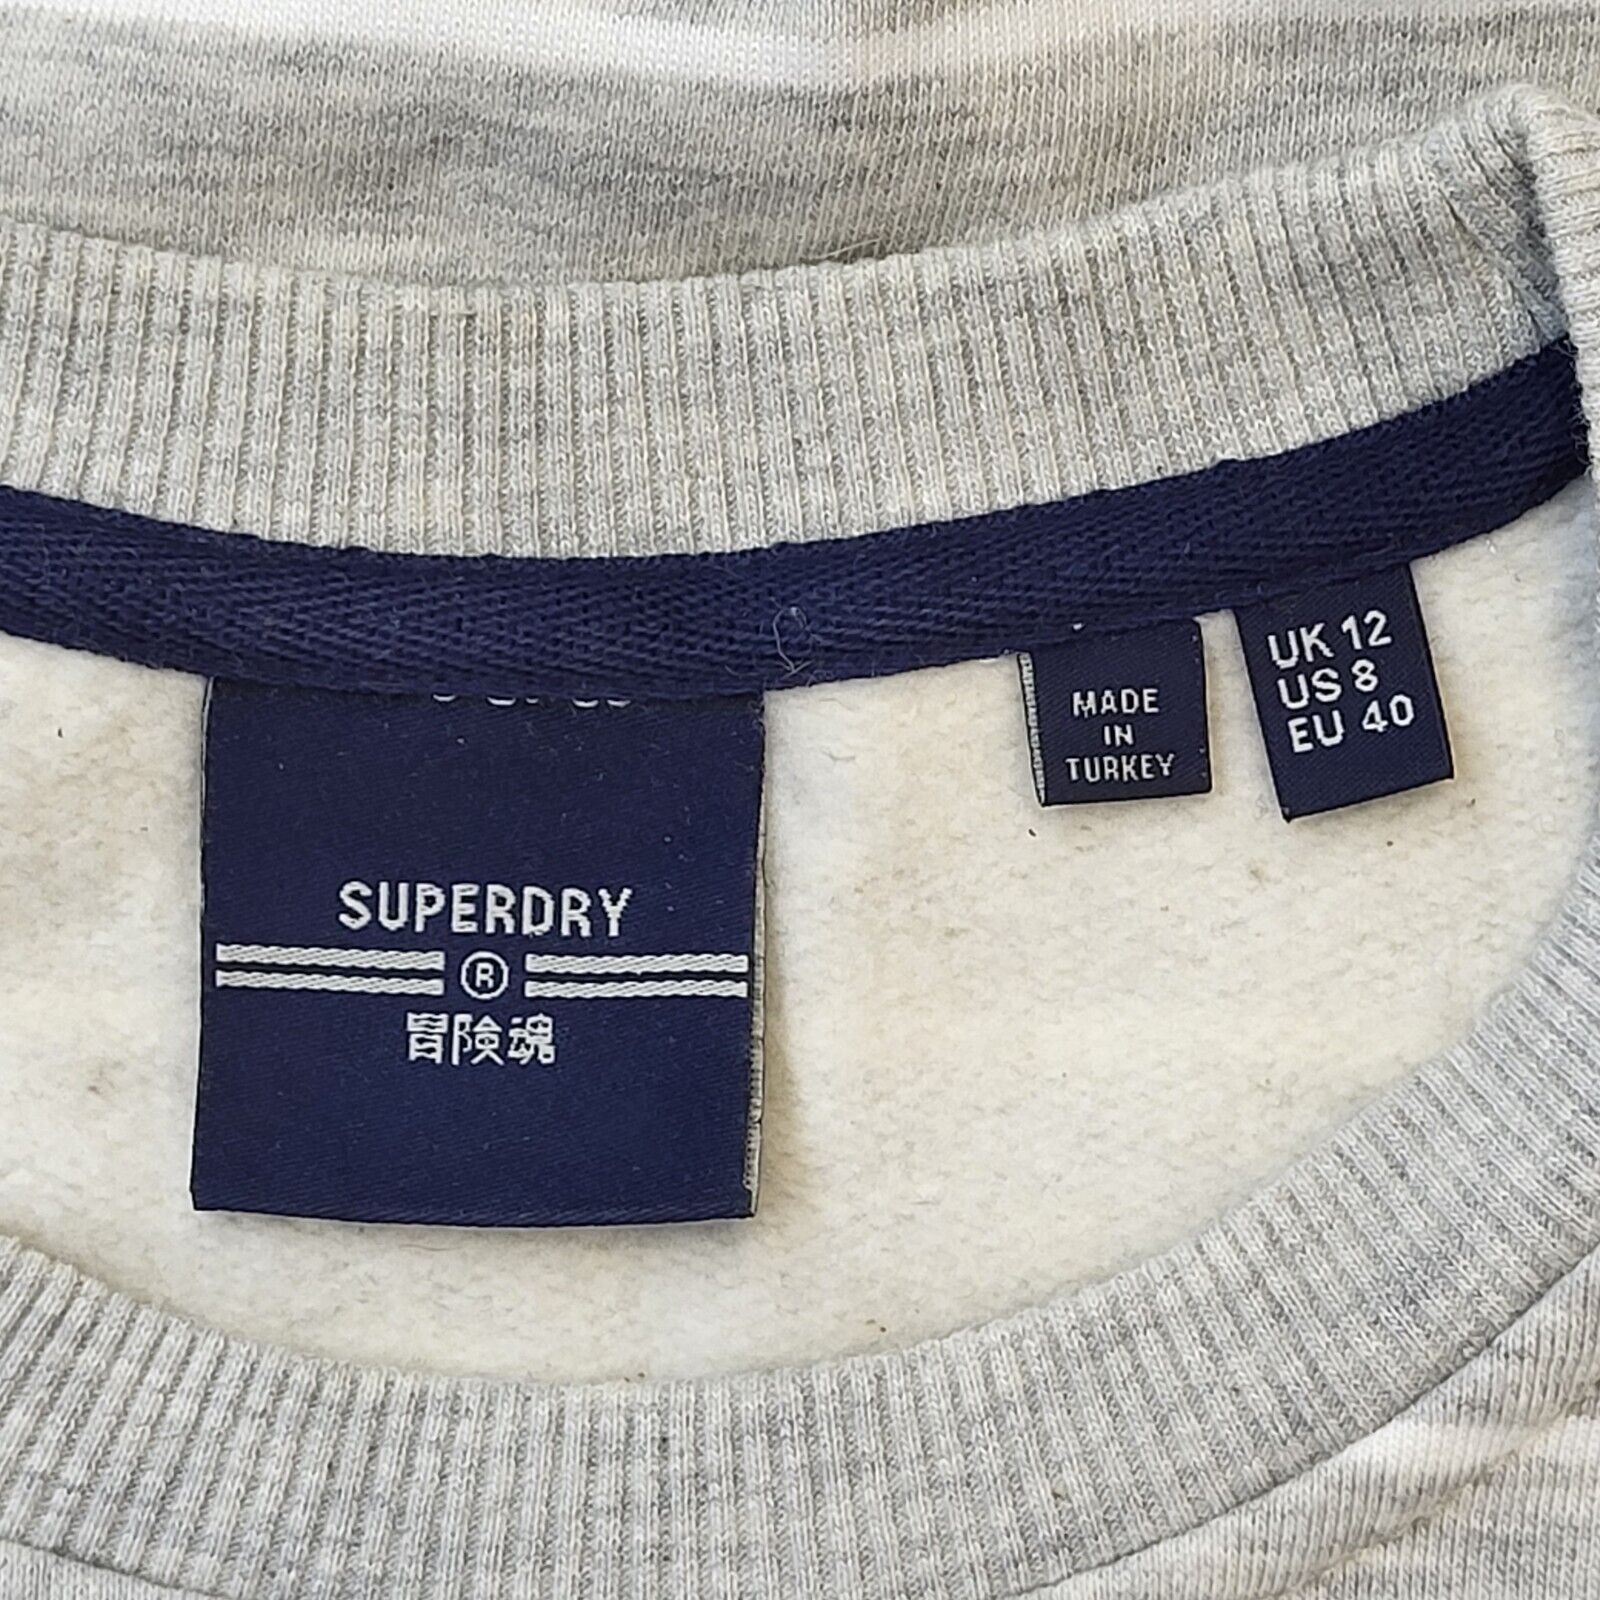 SUPERDRY
®
冒険魂
MADE
IN
TURKEY
UK 12
US 8
EU 40